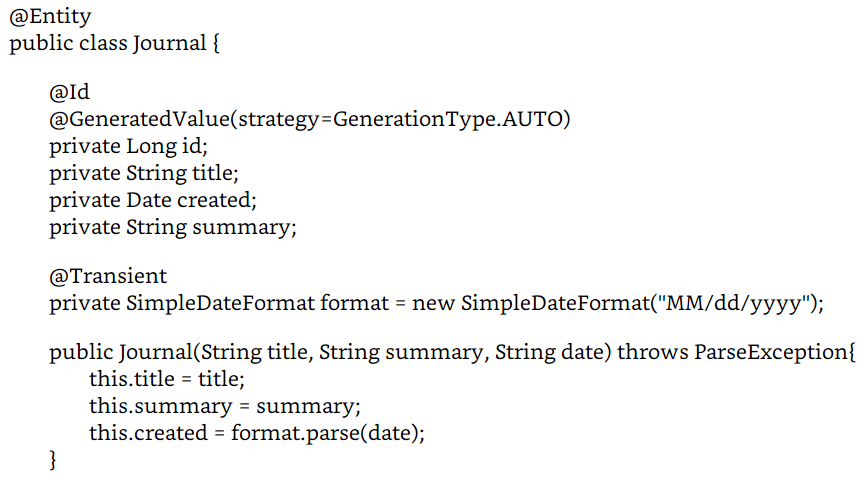 @Entity
public class Journal {
@Id
@GeneratedValue(strategy=GenerationType.AUTO)
private Long id;
private String title;
private Date created;
private String summary;
@Transient
private SimpleDateFormat format = new SimpleDateFormat("MM/dd/yyyy");
public Journal(String title, String summary, String date) throws ParseException{
this.title = title;
this.summary = summary;
this.created = format.parse(date);
}